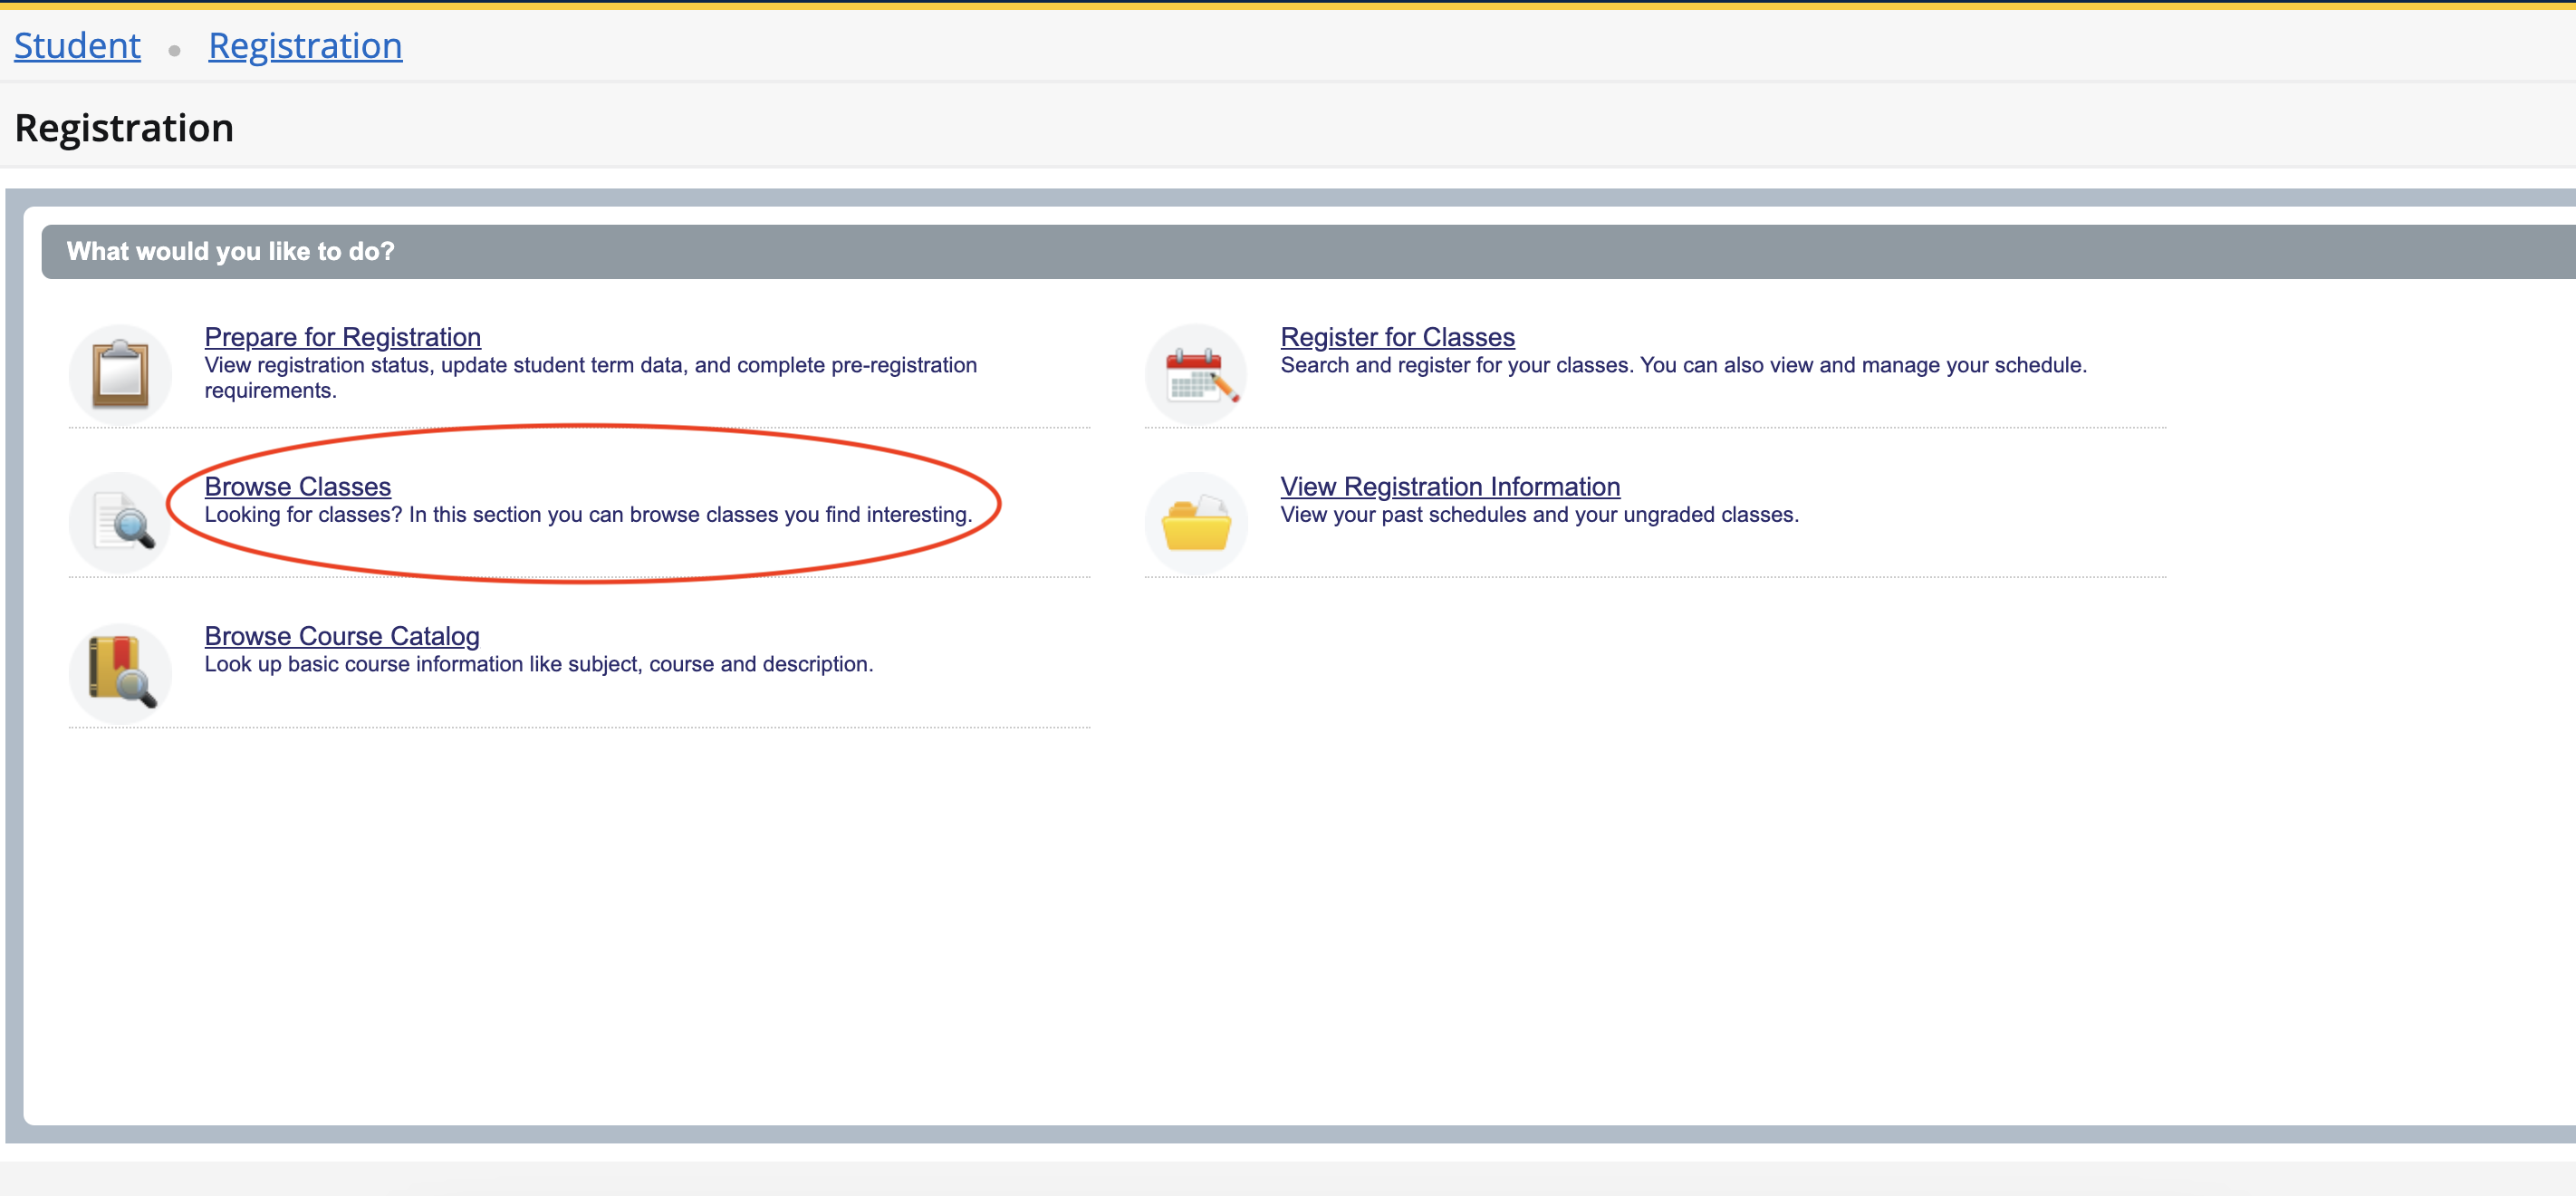 Student • Registration
Registration
What would you like to do?
Prepare for Registration
View registration status, update student term data, and complete pre-registration
requirements.
Register for Classes
Search and register for your classes. You can also view and manage your schedule.
Browse Classes
Looking for classes? In this section you can browse classes you find interesting.
View Registration Information
View your past schedules and your ungraded classes.
Browse Course Catalog
Look up basic course information like subject, course and description.